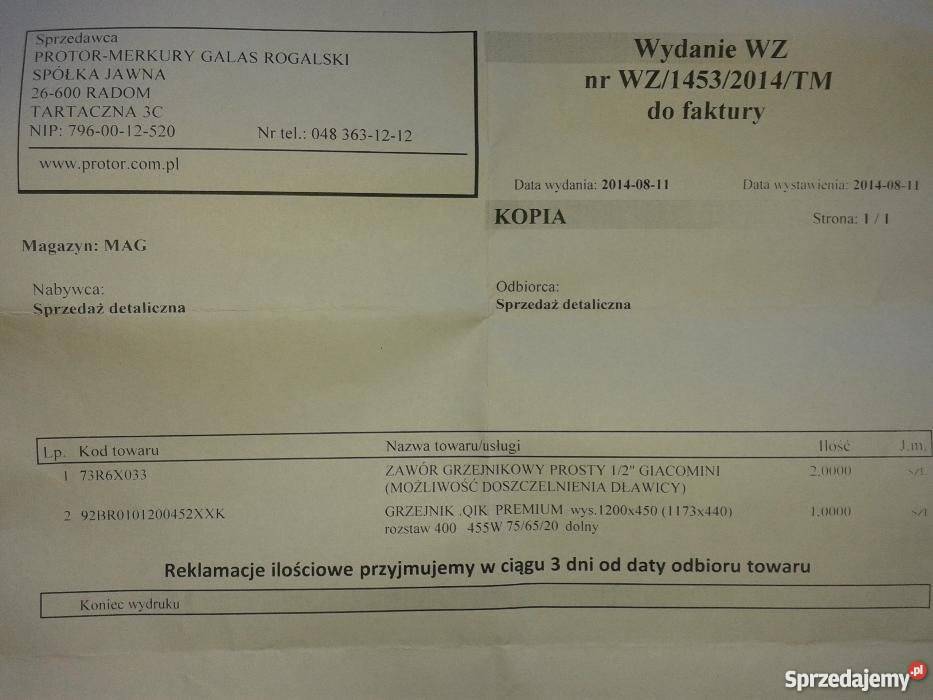 Sprzedawca
PROTOR-MERKURY GALAS ROGALSKI
SPÓŁKA JAWNA
26-600 RADOM
TARTACZNA 3C
NIP: 796-00-12-520 Nr tel.: 048 363-12-12
www.protor.com.pl
Wydanie WZ
nr WZ/1453/2014/TM
do faktury
Data wydania: 2014-08-11 Data wystawienia: 2014-08-11
KOPIA Strona: 1 / 1
Magazyn: MAG
Nabywca:
Sprzedaż detaliczna
Odbiorca:
Sprzedaż detaliczna
Lp. Kod towaru Nazwa towaru/usługi Ilość J.m.
1 73R6X033 ZAWÓR GRZEJNIKOWY PROSTY 1/2" GIACOMINI 2.0000 szt.
(MOŻLIWOŚĆ DOSZCZELNIENIA DŁAWICY)
2 92BR0101200452XXK GRZEJNIK .QIK PREMIUM wys.1200x450 (1173x440) 1.0000 szt
rozstaw 400 455W 75/65/20 dolny
Reklamacje ilościowe przyjmujemy w ciągu 3 dni od daty odbioru towaru
Koniec wydruku
Sprzedajemy.pl